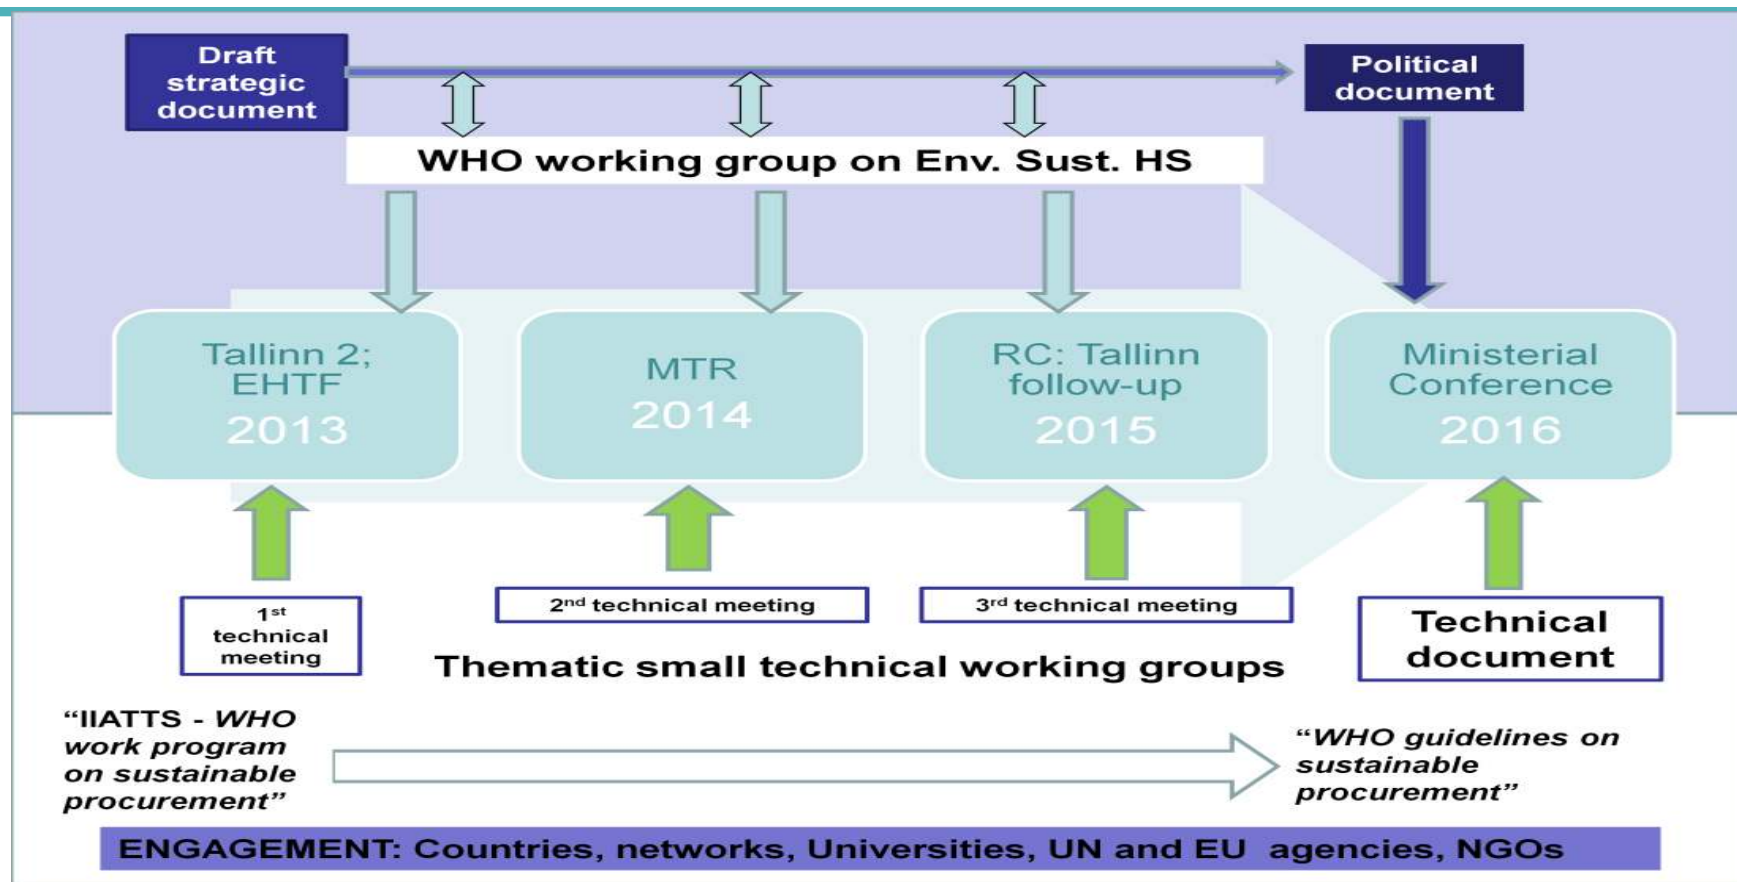 Draft
strategic
document
Political
document
WHO working group on Env. Sust. HS
Tallinn 2;
EHTF
2013
MTR
2014
RC: Tallinn
follow-up
2015
Ministerial
Conference
2016
1st
technical
meeting
2nd technical meeting
3rd technical meeting
Technical
document
Thematic small technical working groups
“IIATTS - WHO
work program
on sustainable
procurement”
“WHO guidelines on
sustainable
procurement”
ENGAGEMENT: Countries, networks, Universities, UN and EU agencies, NGOs